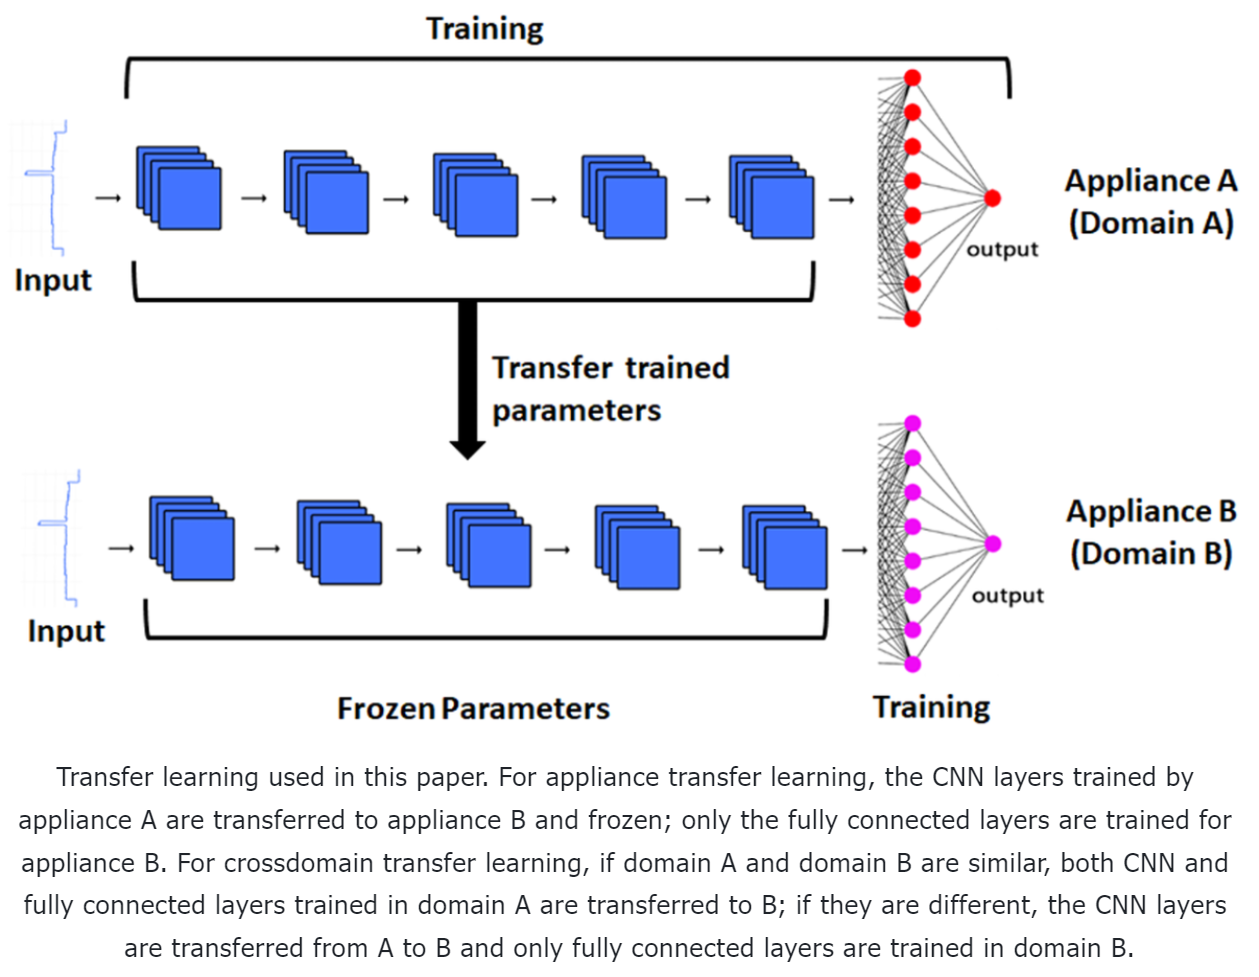 Training
Appliance A
(Domain A)
output
Input
Transfer trained
parameters
Appliance B
(Domain B)
output
Input
Frozen Parameters
Training
Transfer learning used in this paper. For appliance transfer learning, the CNN layers trained by
appliance A are transferred to appliance B and frozen; only the fully connected layers are trained for
appliance B. For crossdomain transfer learning, if domain A and domain B are similar, both CNN and
fully connected layers trained in domain A are transferred to B; if they are different, the CNN layers
are transferred from A to B and only fully connected layers are trained in domain B.